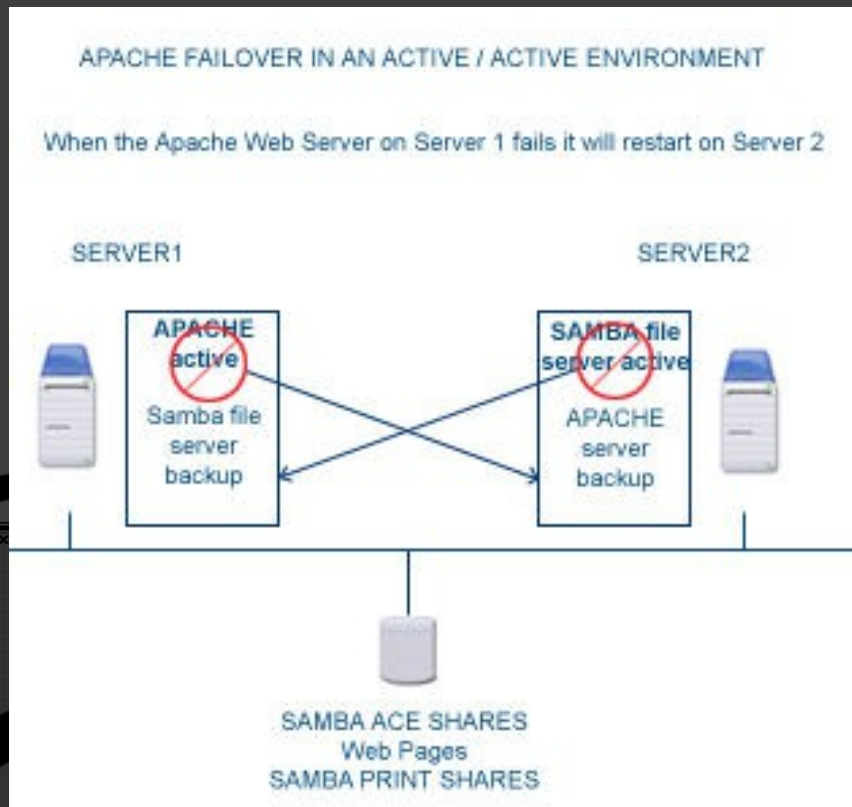 APACHE FAILOVER IN AN ACTIVE / ACTIVE ENVIRONMENT
When the Apache Web Server on Server 1 fails it will restart on Server 2
SERVER1
SERVER2
APACHE
active
Samba file
server
backup
SAMBA file
server active
APACHE
server
backup
SAMBA ACE SHARES
Web Pages
SAMBA PRINT SHARES